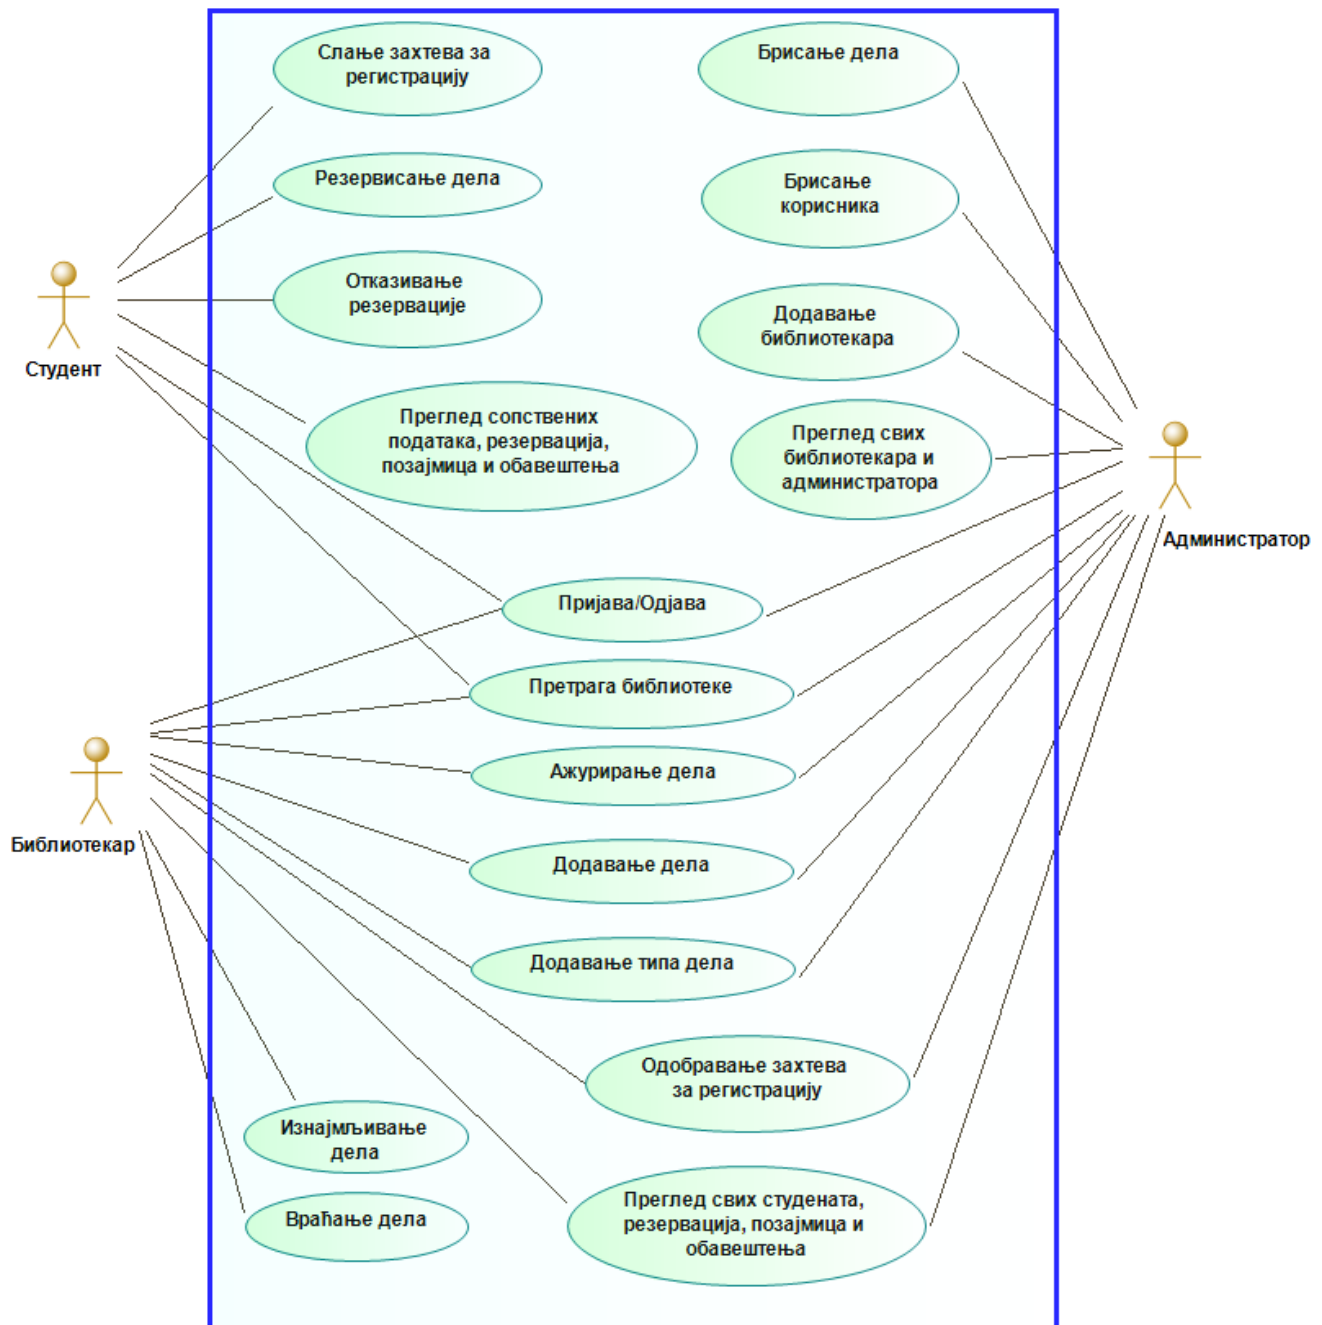 Слање захтева за
регистрацију
Брисање дела
Резервисање дела
Брисање
корисника
Отказивање
резервације
Додавање
библиотекара
Студент
Преглед сопствених
података, резервација,
позајмица и обавештења
Преглед свих
библиотекара и
администратора
Администратор
Пријава/Одјава
Претрага библиотеке
Ажурирање дела
Библиотекар
Додавање дела
Додавање типа дела
Одобравање захтева
за регистрацију
Изнајмљивање
дела
Враћање дела
Преглед свих студената,
резервација, позајмица и
обавештења